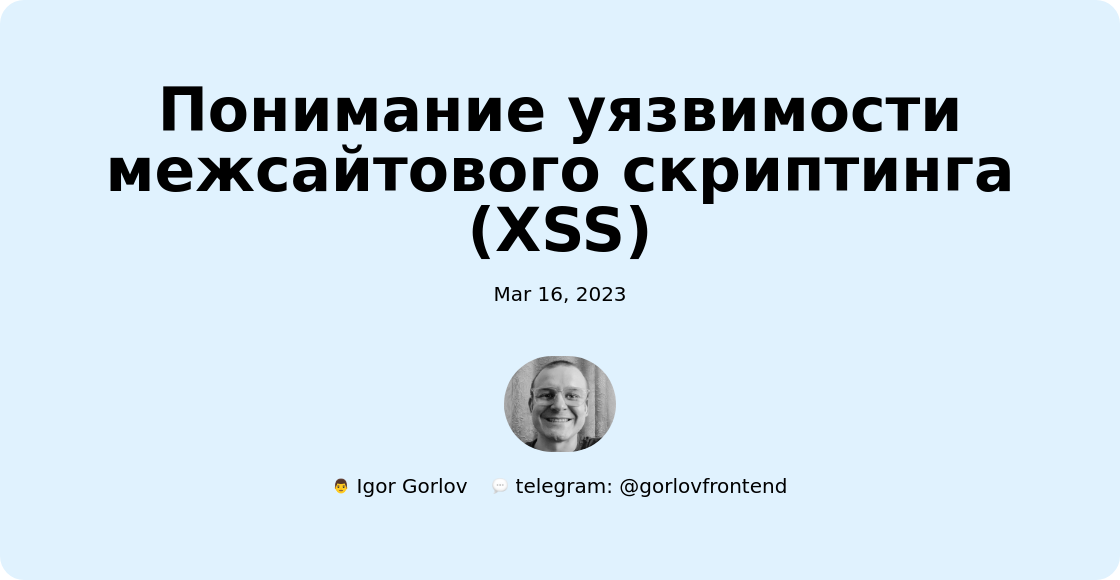 Понимание уязвимости
межсайтового скриптинга
(XSS)
Mar 16, 2023
Igor Gorlov telegram: @gorlovfrontend